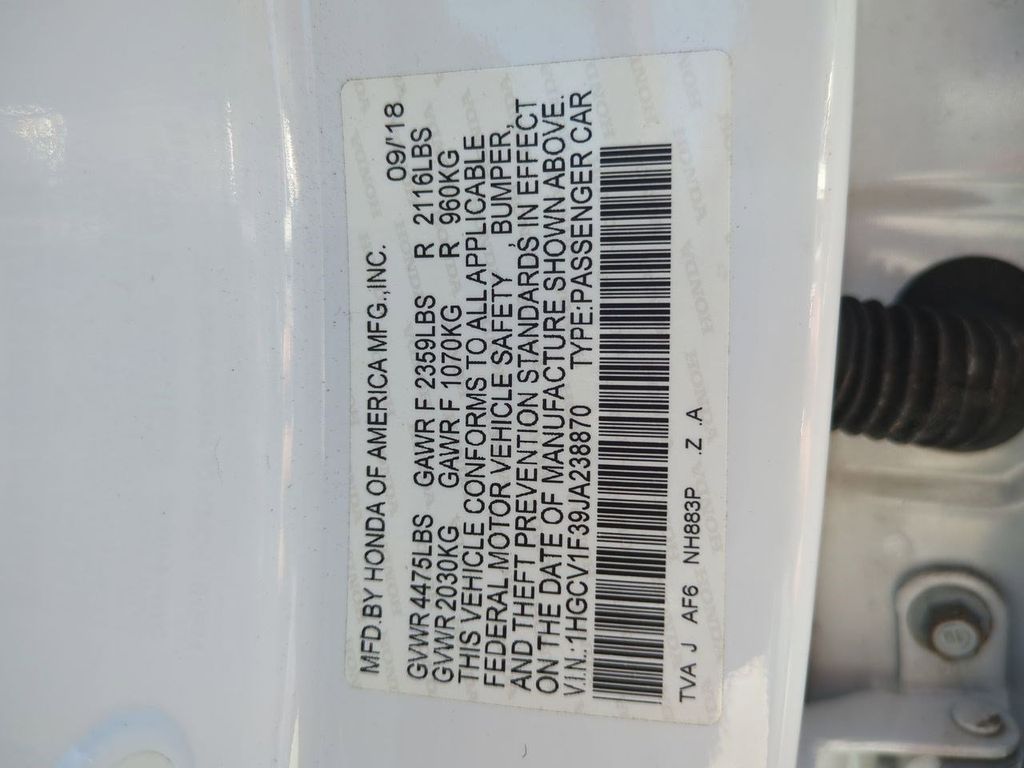 MFD.BY HONDA OF AMERICA MFG.,INC. 09/'18
GVWR 4475LBS GAWR F 2359LBS R 2116LBS
GVWR 2030KG GAWR F 1070KG R 960KG
THIS VEHICLE CONFORMS TO ALL APPLICABLE
FEDERAL MOTOR VEHICLE SAFETY, BUMPER,
AND THEFT PREVENTION STANDARDS IN EFFECT
ON THE DATE OF MANUFACTURE SHOWN ABOVE.
V.I.N.:1HGCV1F39JA238870 TYPE:PASSENGER CAR
TVA J AF6 NH883P .Z .A